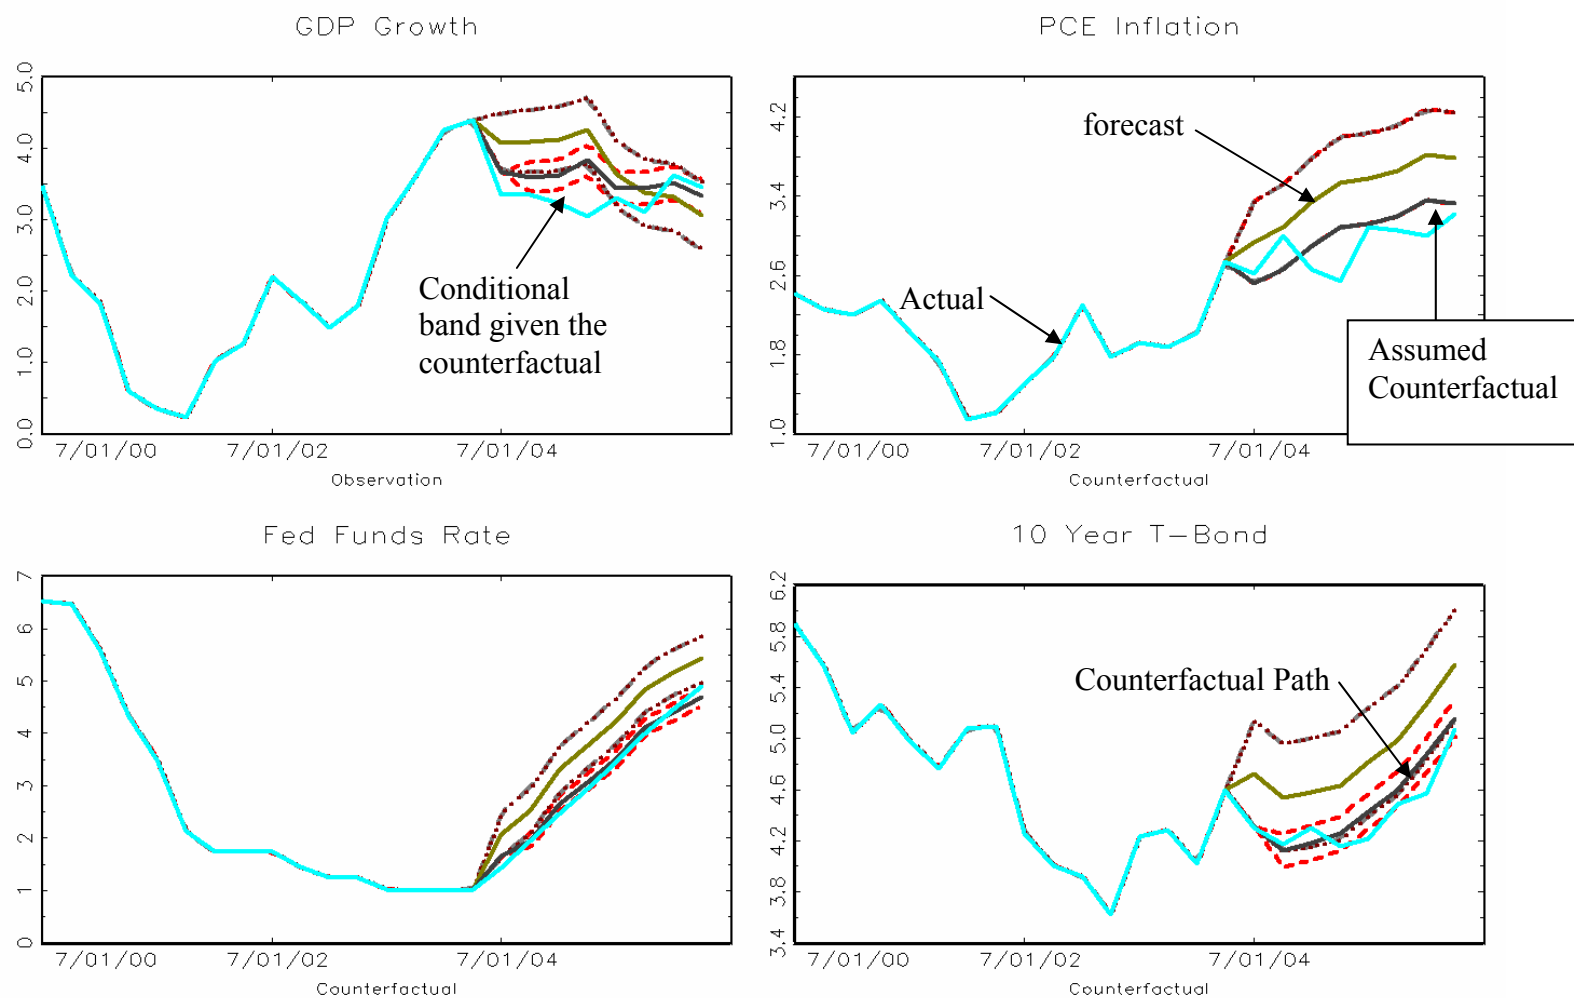 GDP Growth
5.0
4.0
3.0
2.0
1.0
0.0
Conditional
band given the
counterfactual
7/01/00
7/01/02
7/01/04
Observation
PCE Inflation
4.2
3.4
2.6
1.8
1.0
forecast
Actual
Assumed
Counterfactual
7/01/00
7/01/02
7/01/04
Counterfactual
Fed Funds Rate
7
6
5
4
3
2
1
0
7/01/00
7/01/02
7/01/04
Counterfactual
10 Year T-Bond
6.2
5.8
5.4
5.0
4.6
4.2
3.8
3.4
Counterfactual Path
7/01/00
7/01/02
7/01/04
Counterfactual